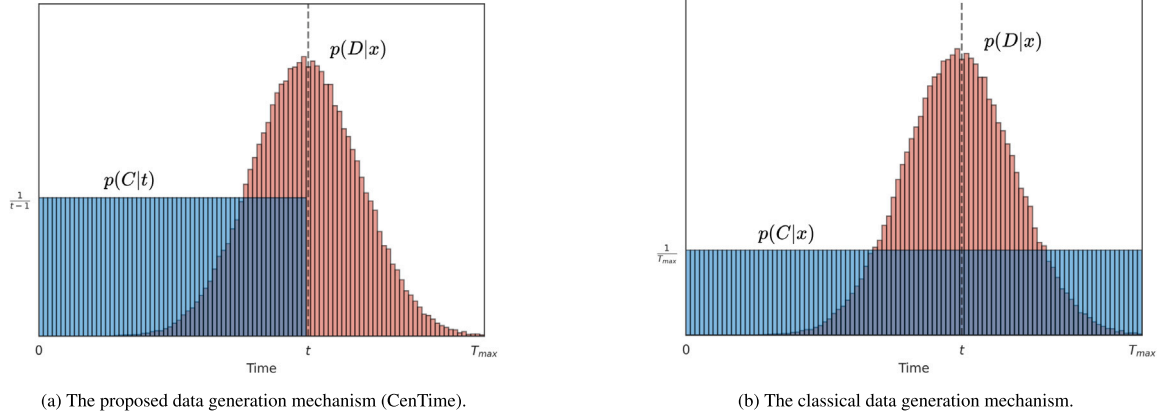 p(D|x)
p(C|t)
1/(t−1)
0
t
T_max
Time
(a) The proposed data generation mechanism (CenTime).
p(D|x)
p(C|x)
1/T_max
0
t
T_max
Time
(b) The classical data generation mechanism.